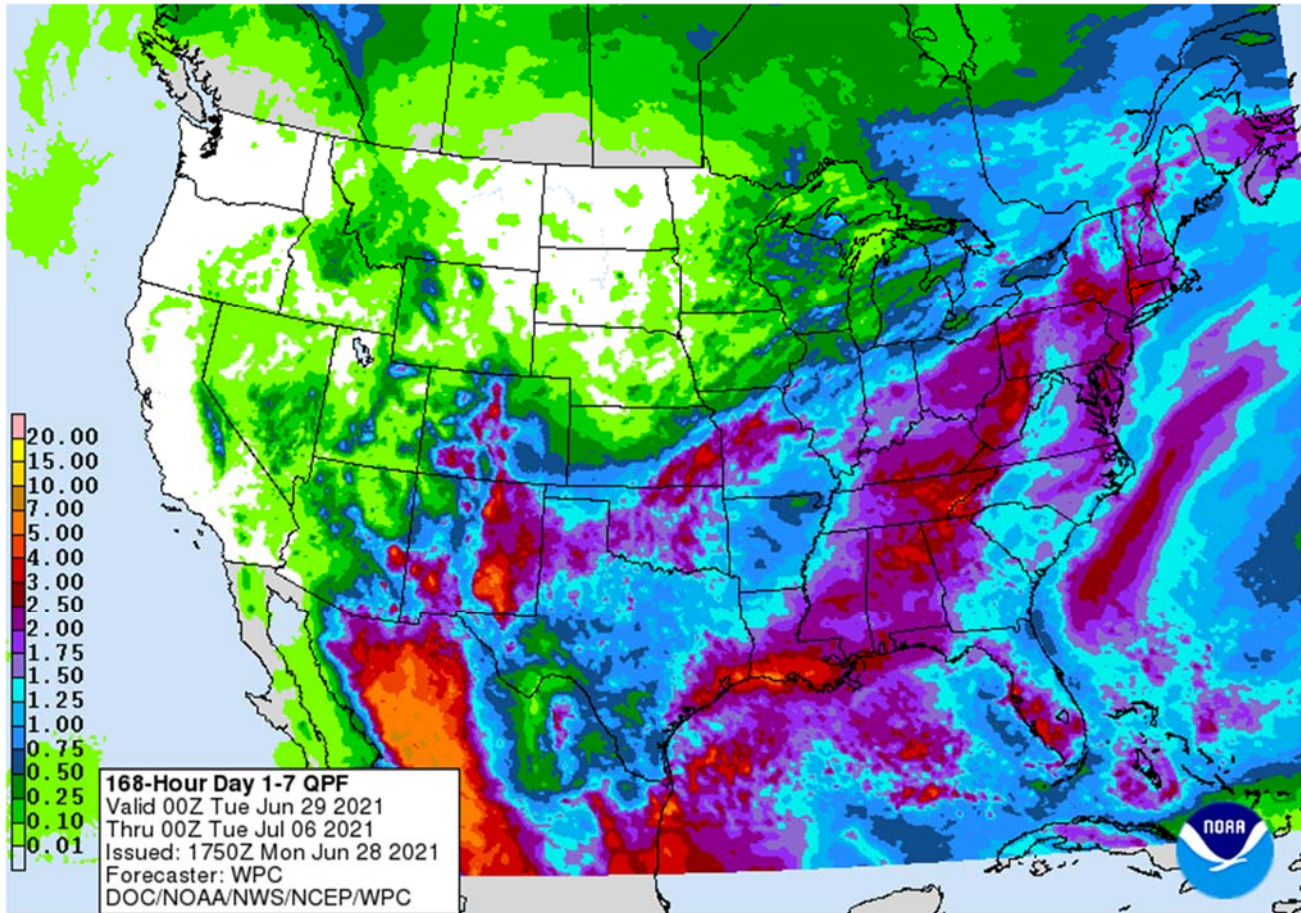 20.00
15.00
10.00
7.00
5.00
4.00
3.00
2.50
2.00
1.75
1.50
1.25
1.00
0.75
0.50
0.25
0.10
0.01
168-Hour Day 1-7 QPF
Valid 00Z Tue Jun 29 2021
Thru 00Z Tue Jul 06 2021
Issued: 1750Z Mon Jun 28 2021
Forecaster: WPC
DOC/NOAA/NWS/NCEP/WPC
NOAA